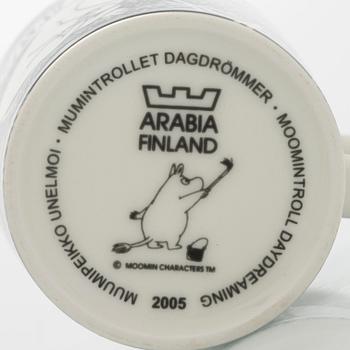 MUUMIPEIKKO UNELMOI · MUMINTROLLET DAGDRÖMMER · MOOMINTROLL DAYDREAMING
ARABIA
FINLAND
© MOOMIN CHARACTERS TM
2005